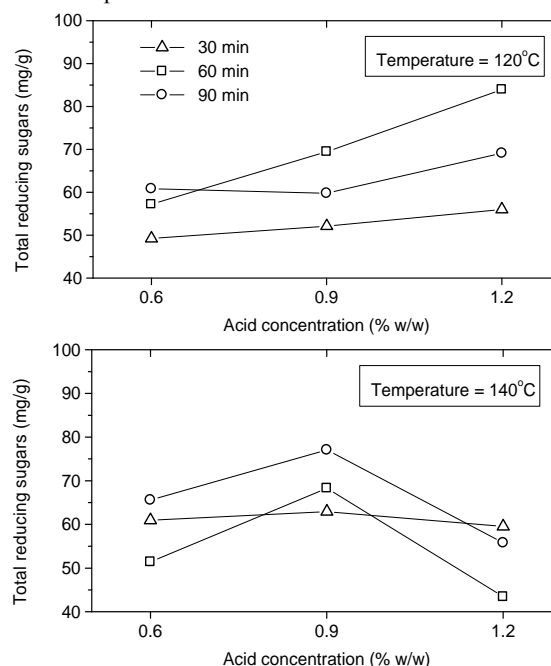 100
90
80
70
60
50
40
Total reducing sugars (mg/g)
30 min
60 min
90 min
Temperature = 120°C
0.6 0.9 1.2
Acid concentration (% w/w)
100
90
80
70
60
50
40
Total reducing sugars (mg/g)
Temperature = 140°C
0.6 0.9 1.2
Acid concentration (% w/w)